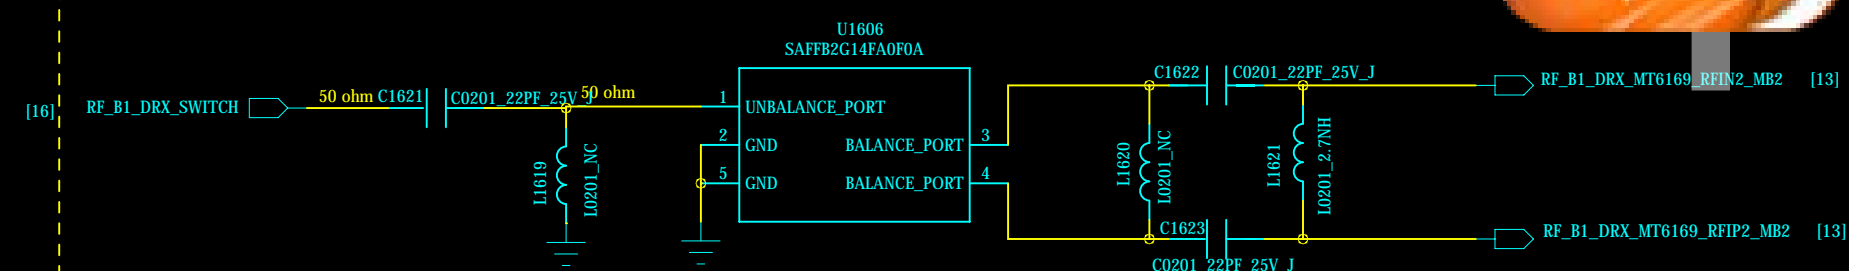 U1606
SAFFB2G14FA0F0A
[16]
RF_B1_DRX_SWITCH
50 ohm
C1621
C0201_22PF_25V_J
50 ohm
L1619
L0201_NC
1
UNBALANCE_PORT
2
GND
5
GND
BALANCE_PORT
3
BALANCE_PORT
4
C1622
C0201_22PF_25V_J
L1620
L0201_NC
L1621
L0201_2.7NH
C1623
C0201_22PF_25V_J
RF_B1_DRX_MT6169_RFIN2_MB2
[13]
RF_B1_DRX_MT6169_RFIP2_MB2
[13]